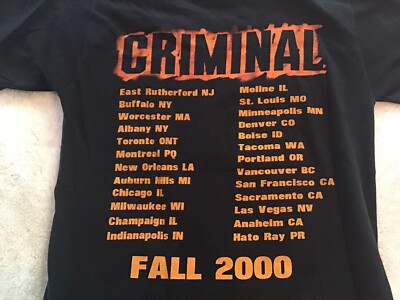 CRIMINAL
East Rutherford NJ
Buffalo NY
Worcester MA
Albany NY
Toronto ONT
Montreal PQ
New Orleans LA
Auburn Hills MI
Chicago IL
Milwaukee WI
Champaign IL
Indianapolis IN
Moline IL
St. Louis MO
Minneapolis MN
Denver CO
Boise ID
Tacoma WA
Portland OR
Vancouver BC
San Francisco CA
Sacramento CA
Las Vegas NV
Anaheim CA
Hato Ray PR
FALL 2000